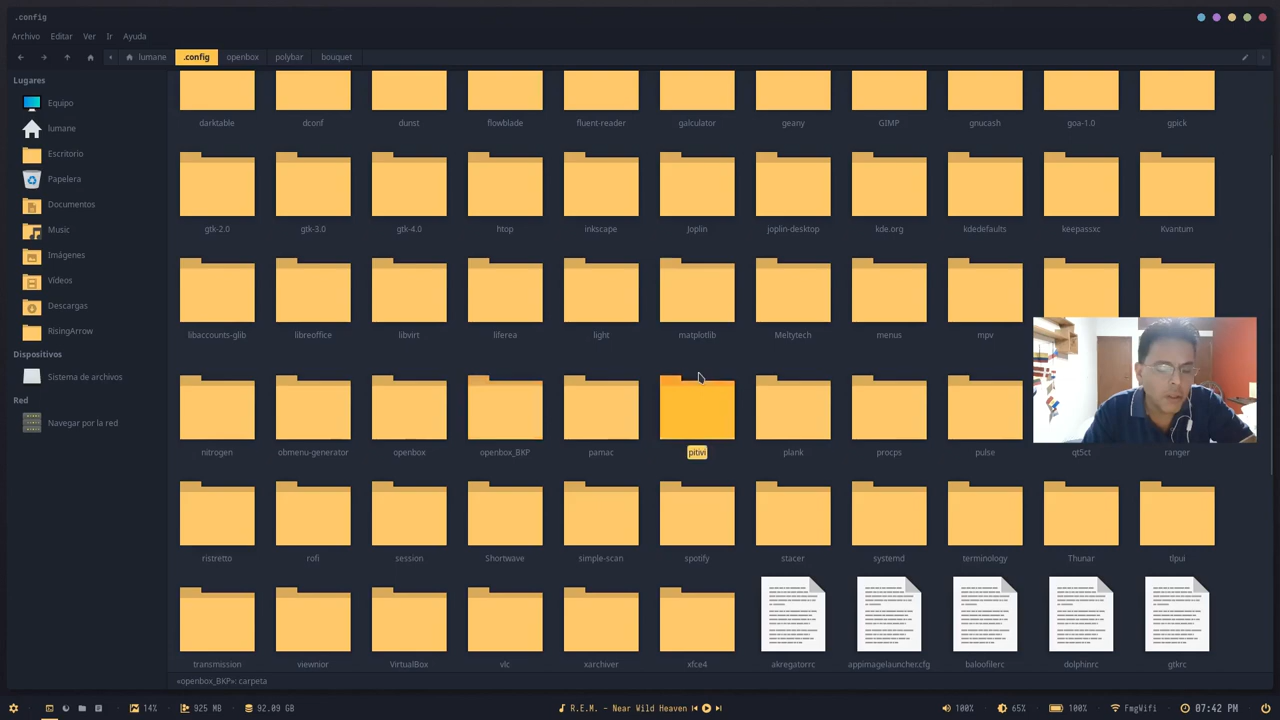 .config
Archivo Editar Ver Ir Ayuda
lumane .config openbox polybar bouquet
Lugares
Equipo
lumane
Escritorio
Papelera
Documentos
Music
Imágenes
Vídeos
Descargas
RisingArrow
Dispositivos
Sistema de archivos
Red
Navegar por la red
darktable dconf dunst flowblade fluent-reader galculator geany GIMP gnucash goa-1.0 gpick
gtk-2.0 gtk-3.0 gtk-4.0 htop inkscape Joplin joplin-desktop kde.org kdedefaults keepassxc Kvantum
libaccounts-glib libreoffice libvirt liferea light matplotlib Meltytech menus mpv
nitrogen obmenu-generator openbox openbox_BKP pamac pitivi plank procps pulse qt5ct ranger
ristretto rofi session Shortwave simple-scan spotify stacer systemd terminology Thunar tlpui
transmission viewnior VirtualBox vlc xarchiver xfce4 akregatorrc appimagelauncher.cfg baloofilerc dolphinrc gtkrc
«openbox_BKP»: carpeta
14% 925 MB 92.09 GB R.E.M. - Near Wild Heaven 100% 65% 100% FmgWifi 07:42 PM